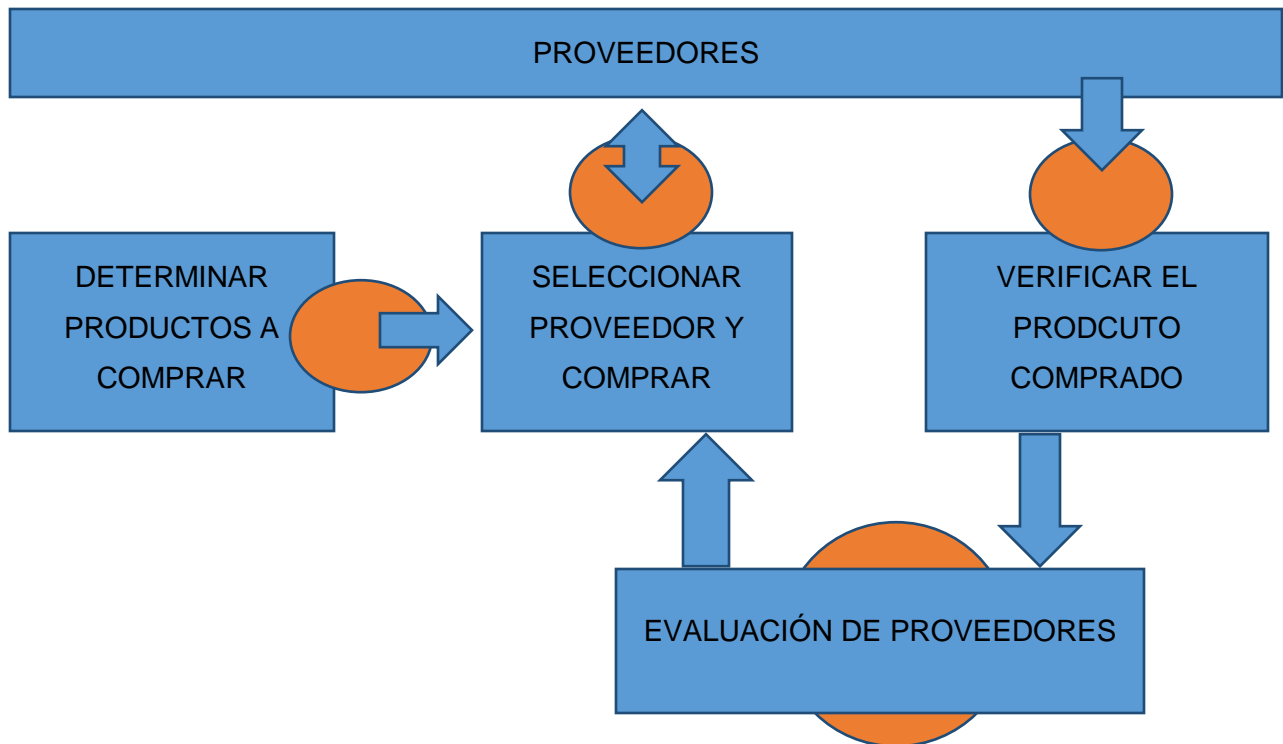 PROVEEDORES
DETERMINAR
PRODUCTOS A
COMPRAR
SELECCIONAR
PROVEEDOR Y
COMPRAR
VERIFICAR EL
PRODCUTO
COMPRADO
EVALUACIÓN DE PROVEEDORES